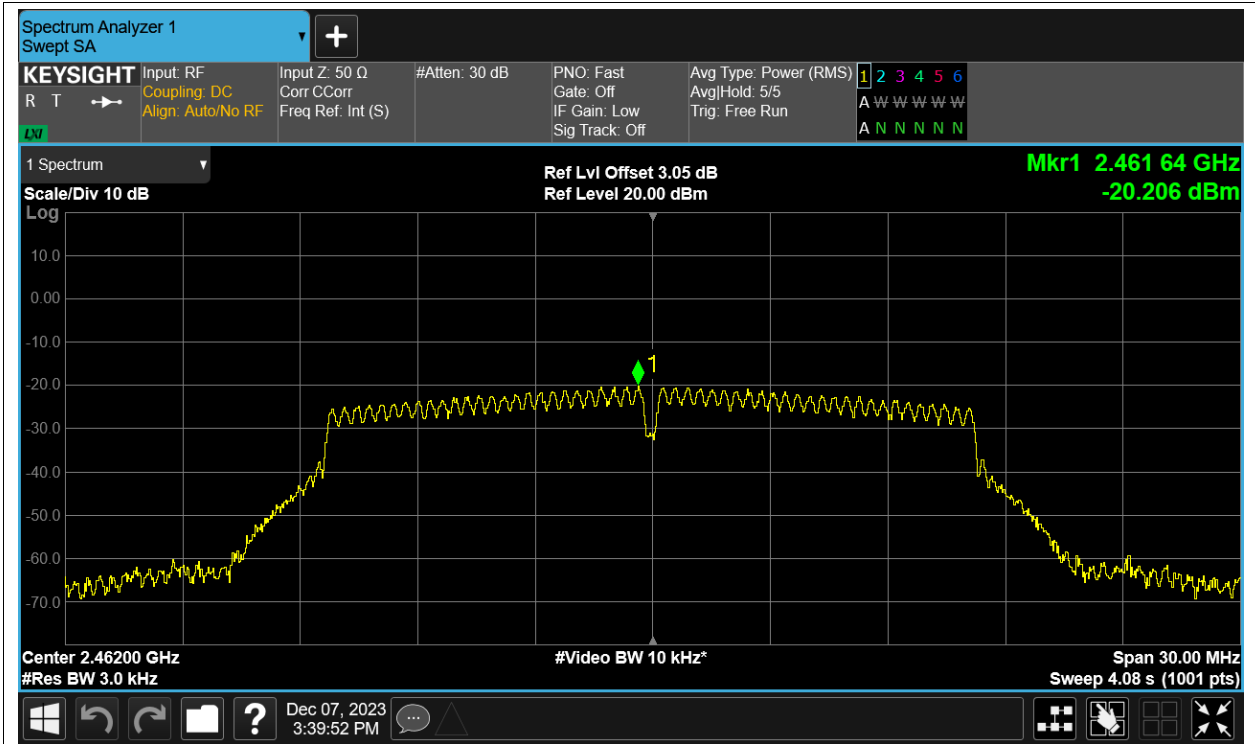 Spectrum Analyzer 1
Swept SA
KEYSIGHT
R T
LXI
Input: RF
Coupling: DC
Align: Auto/No RF
Input Z: 50 Ω
Corr CCorr
Freq Ref: Int (S)
#Atten: 30 dB
PNO: Fast
Gate: Off
IF Gain: Low
Sig Track: Off
Avg Type: Power (RMS)
Avg|Hold: 5/5
Trig: Free Run
1 2 3 4 5 6
A W W W W W
A N N N N N
1 Spectrum
Scale/Div 10 dB
Log
Ref Lvl Offset 3.05 dB
Ref Level 20.00 dBm
Mkr1 2.461 64 GHz
-20.206 dBm
10.0
0.00
-10.0
-20.0
-30.0
-40.0
-50.0
-60.0
-70.0
1
Center 2.46200 GHz
#Res BW 3.0 kHz
#Video BW 10 kHz*
Span 30.00 MHz
Sweep 4.08 s (1001 pts)
?
Dec 07, 2023
3:39:52 PM